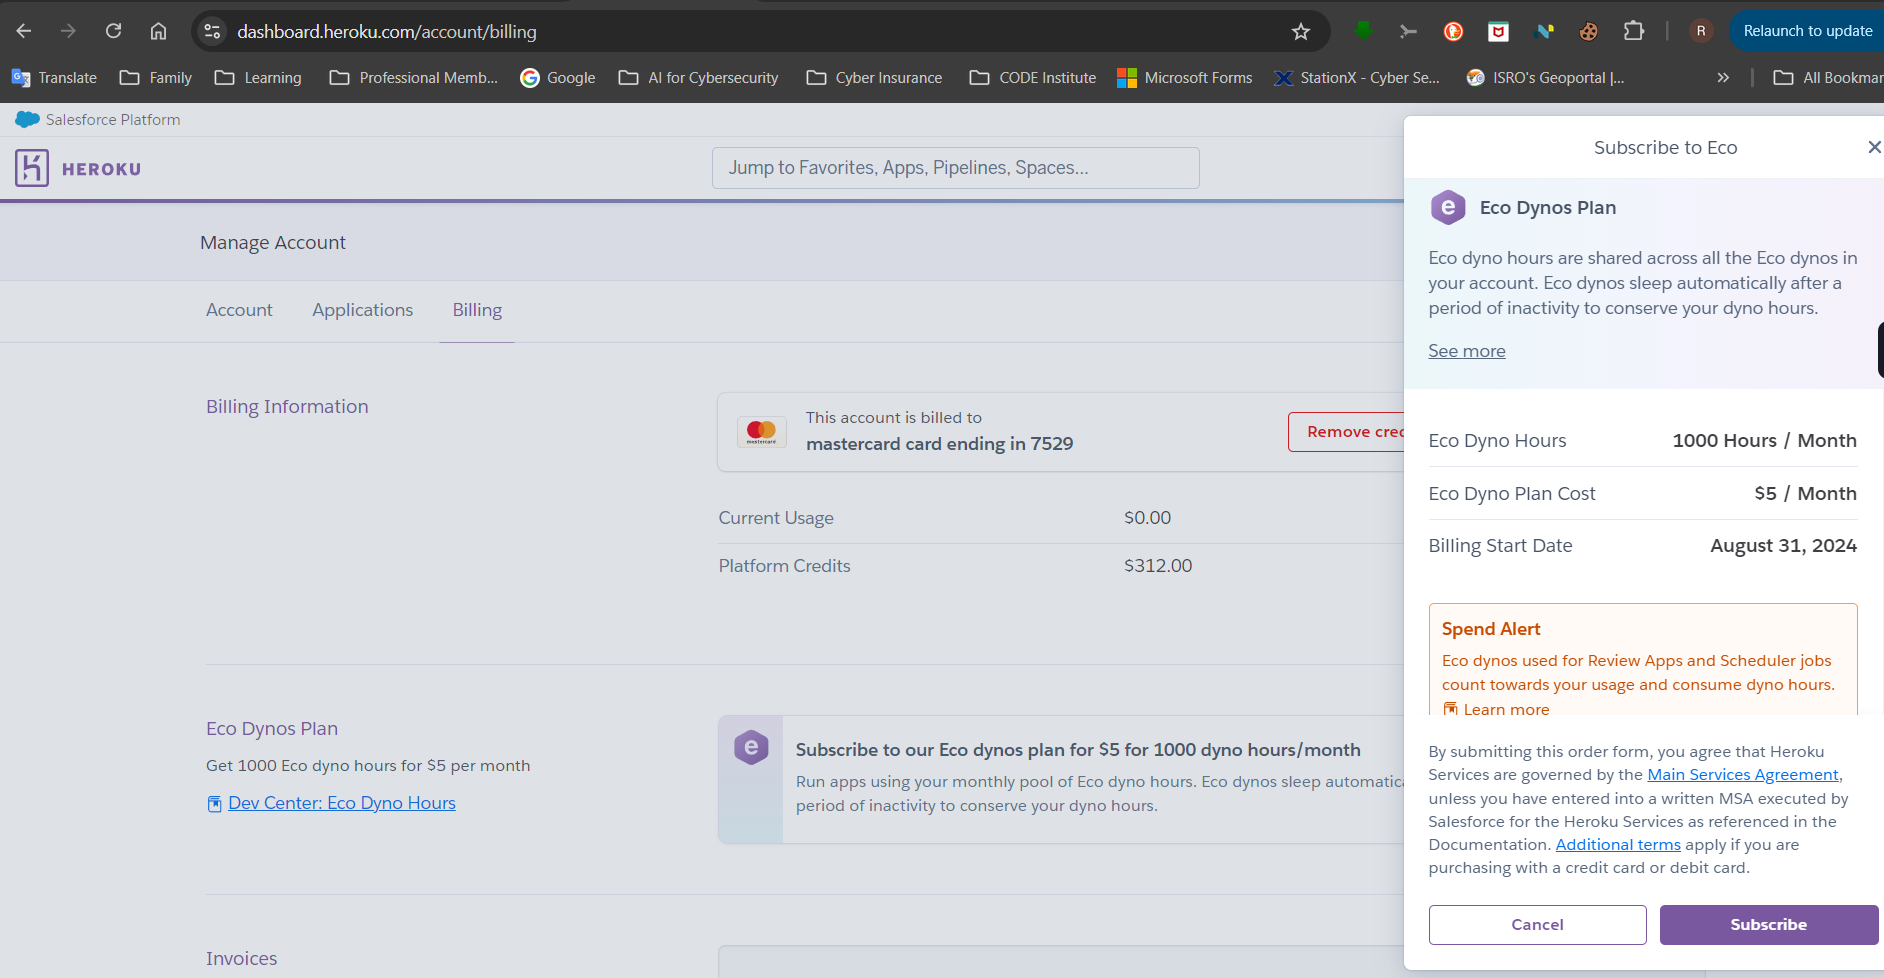 dashboard.heroku.com/account/billing
R
Relaunch to update
Translate
Family
Learning
Professional Memb...
Google
AI for Cybersecurity
Cyber Insurance
CODE Institute
Microsoft Forms
StationX - Cyber Se...
ISRO's Geoportal |...
»
All Bookmar
Salesforce Platform
HEROKU
Jump to Favorites, Apps, Pipelines, Spaces...
Manage Account
Account
Applications
Billing
Billing Information
mastercard
This account is billed to
mastercard card ending in 7529
Remove cred
Current Usage
$0.00
Platform Credits
$312.00
Eco Dynos Plan
Get 1000 Eco dyno hours for $5 per month
Dev Center: Eco Dyno Hours
e
Subscribe to our Eco dynos plan for $5 for 1000 dyno hours/month
Run apps using your monthly pool of Eco dyno hours. Eco dynos sleep automatica
period of inactivity to conserve your dyno hours.
Invoices
Subscribe to Eco
e
Eco Dynos Plan
Eco dyno hours are shared across all the Eco dynos in
your account. Eco dynos sleep automatically after a
period of inactivity to conserve your dyno hours.
See more
Eco Dyno Hours
1000 Hours / Month
Eco Dyno Plan Cost
$5 / Month
Billing Start Date
August 31, 2024
Spend Alert
Eco dynos used for Review Apps and Scheduler jobs
count towards your usage and consume dyno hours.
Learn more
By submitting this order form, you agree that Heroku
Services are governed by the Main Services Agreement,
unless you have entered into a written MSA executed by
Salesforce for the Heroku Services as referenced in the
Documentation. Additional terms apply if you are
purchasing with a credit card or debit card.
Cancel
Subscribe